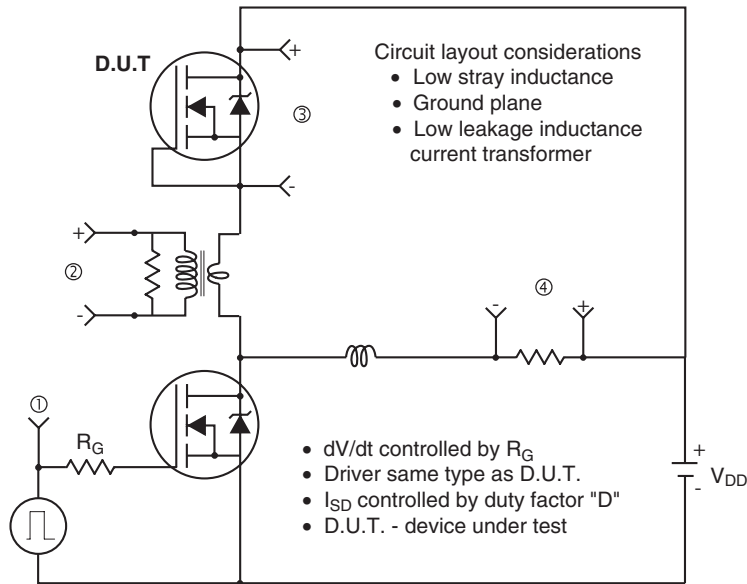 D.U.T
+
③
-
Circuit layout considerations
• Low stray inductance
• Ground plane
• Low leakage inductance
current transformer
+
②
-
④
- +
①
R_G
• dV/dt controlled by R_G
• Driver same type as D.U.T.
• I_SD controlled by duty factor "D"
• D.U.T. - device under test
+
V_DD
-